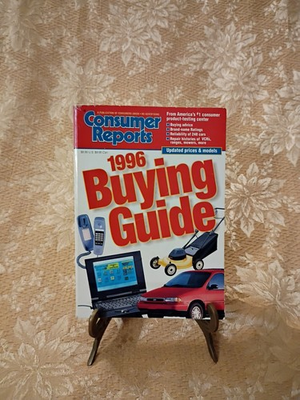 Consumer
Reports
From America's #1 consumer
product-testing center
Buying advice
Brand-name Ratings
Reliability of 240 cars
Repair histories of VCRs,
ranges, mowers, more
Updated prices & models
1996
Buying
Guide